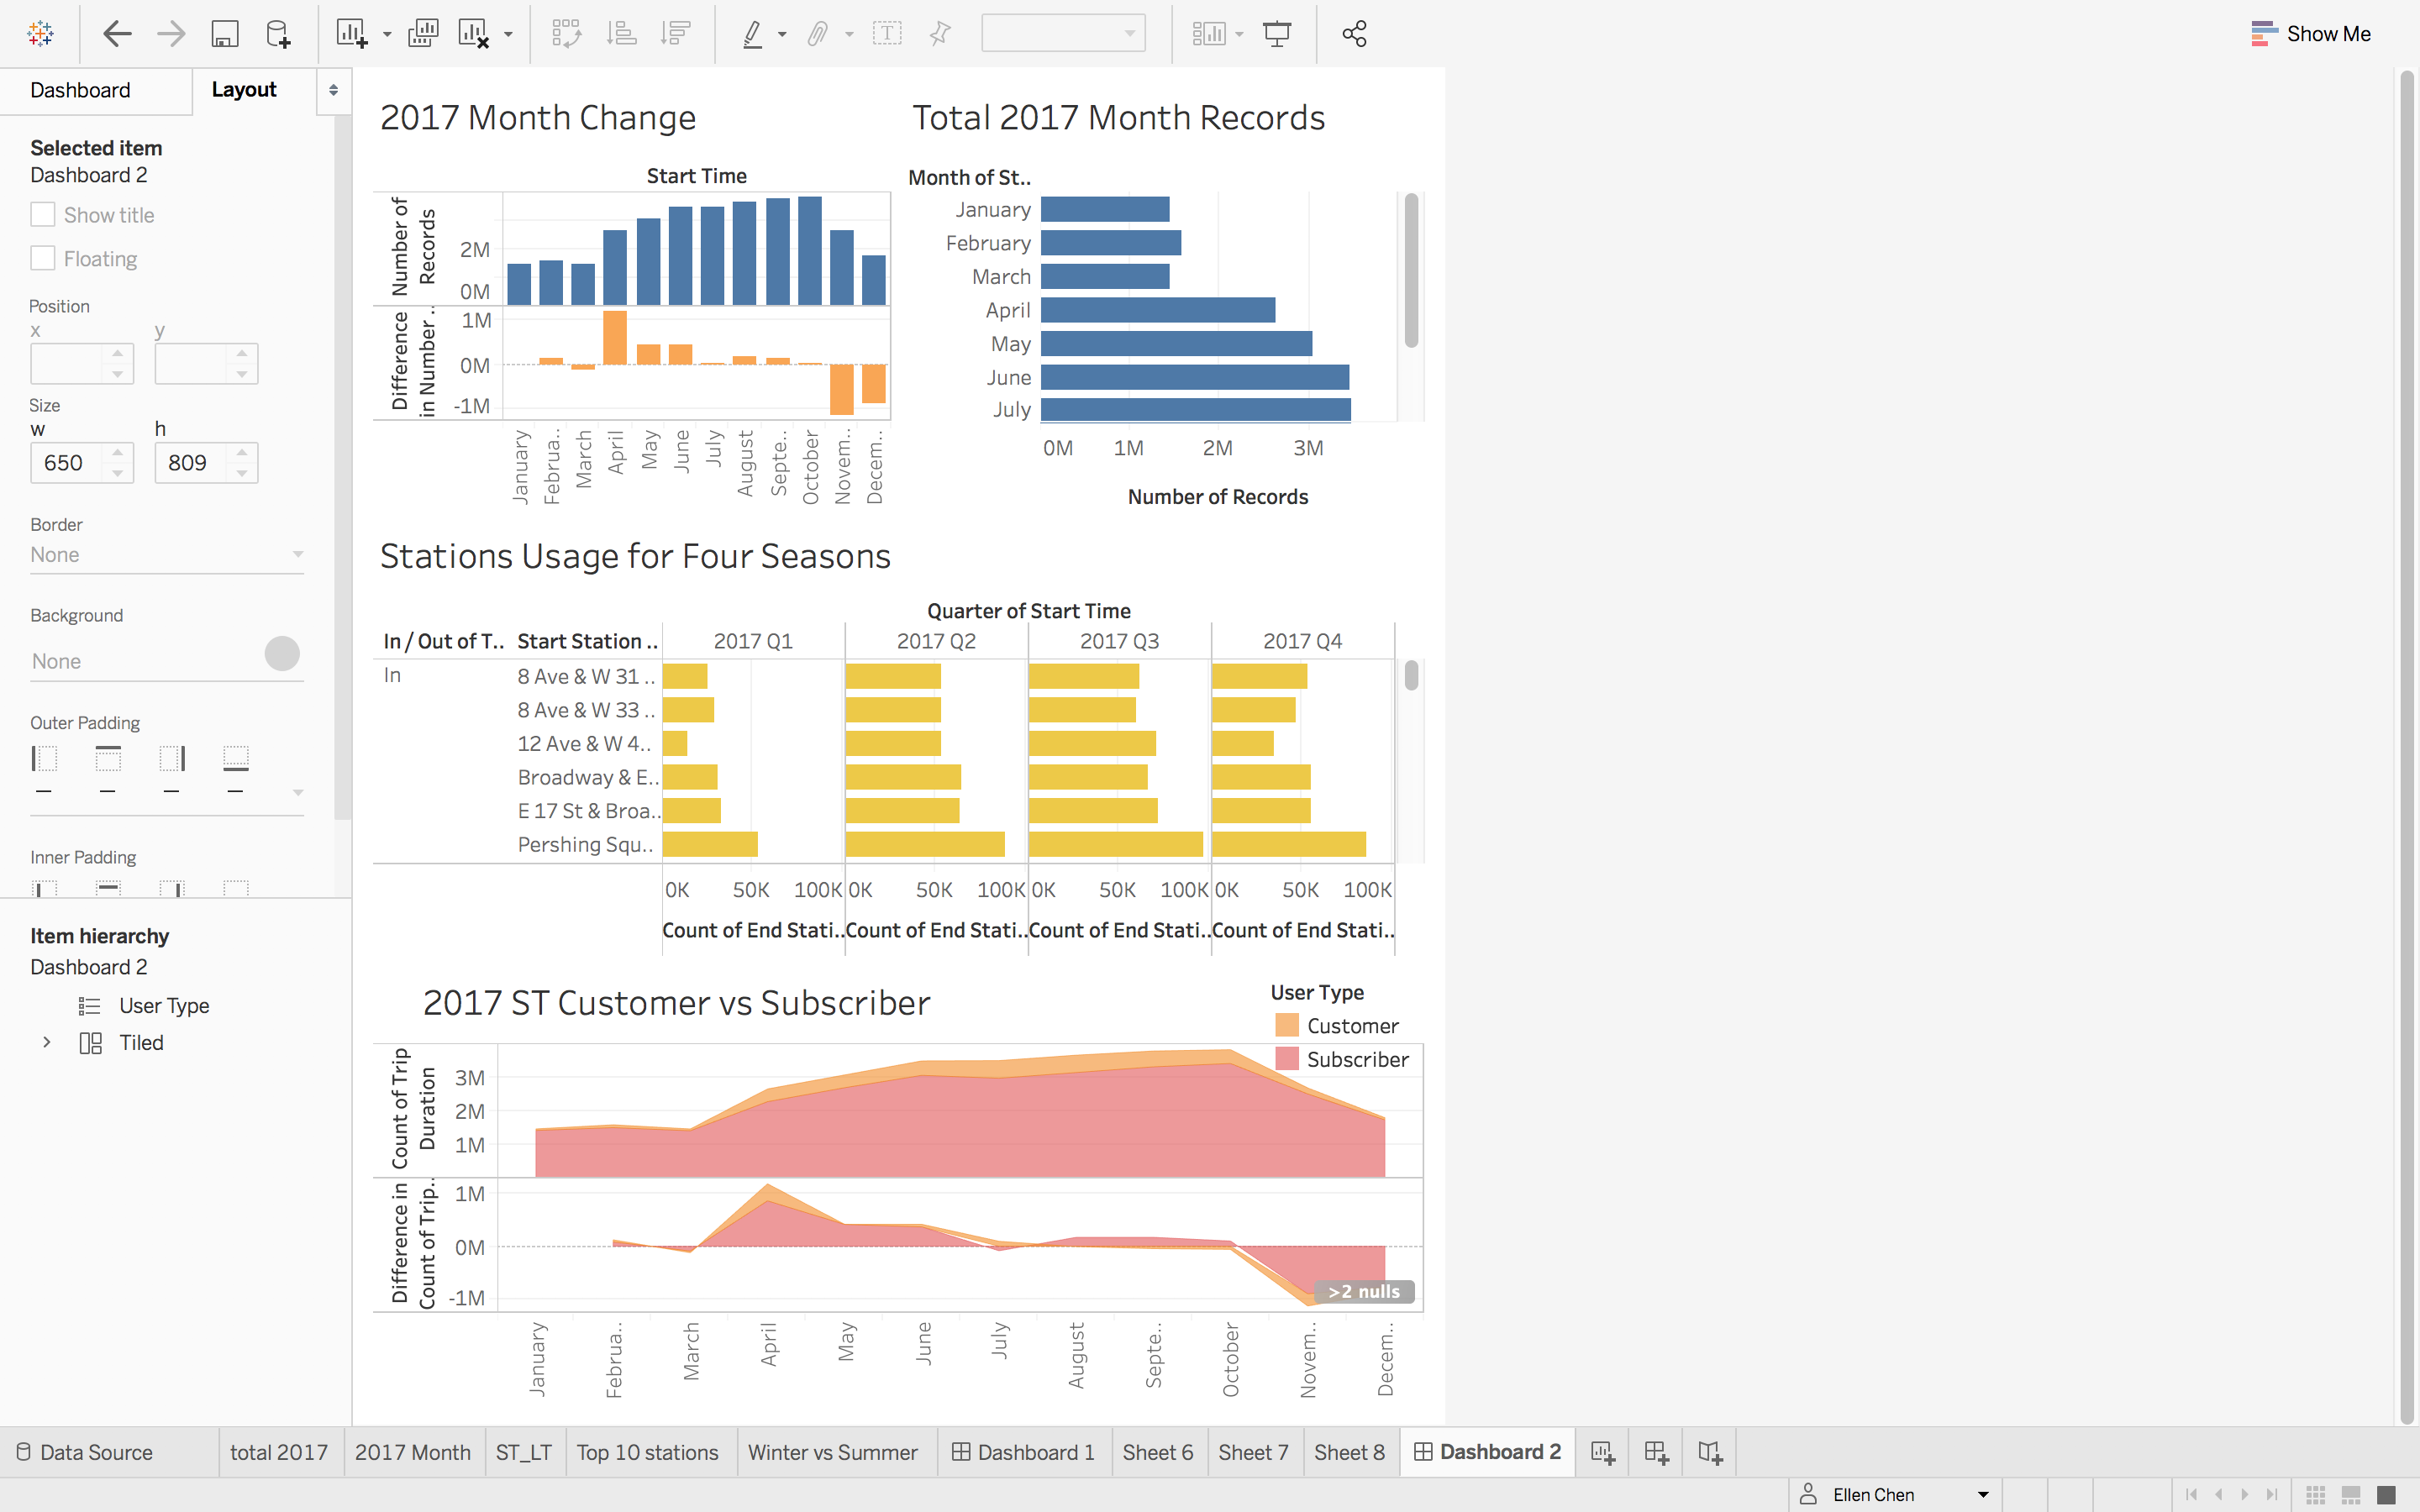 Show Me
Dashboard
Layout
Selected item
Dashboard 2
Show title
Floating
Position
x y
Size
w h
650 809
Border
None
Background
None
Outer Padding
Inner Padding
Item hierarchy
Dashboard 2
User Type
Tiled
2017 Month Change
Start Time
Number of
Records
2M
0M
Difference
in Number ..
1M
0M
-1M
January
Februa..
March
April
May
June
July
August
Septe..
October
Novem..
Decem..
Total 2017 Month Records
Month of St..
January
February
March
April
May
June
July
0M 1M 2M 3M
Number of Records
Stations Usage for Four Seasons
Quarter of Start Time
In / Out of T.. Start Station .. 2017 Q1 2017 Q2 2017 Q3 2017 Q4
In 8 Ave & W 31 ..
8 Ave & W 33 ..
12 Ave & W 4..
Broadway & E..
E 17 St & Broa..
Pershing Squ..
0K 50K 100K 0K 50K 100K 0K 50K 100K 0K 50K 100K
Count of End Stati.. Count of End Stati.. Count of End Stati.. Count of End Stati..
2017 ST Customer vs Subscriber
User Type
Customer
Subscriber
Count of Trip
Duration
3M
2M
1M
Difference in
Count of Trip..
1M
0M
-1M
>2 nulls
January
Februa..
March
April
May
June
July
August
Septe..
October
Novem..
Decem..
Data Source total 2017 2017 Month ST_LT Top 10 stations Winter vs Summer Dashboard 1 Sheet 6 Sheet 7 Sheet 8 Dashboard 2
Ellen Chen